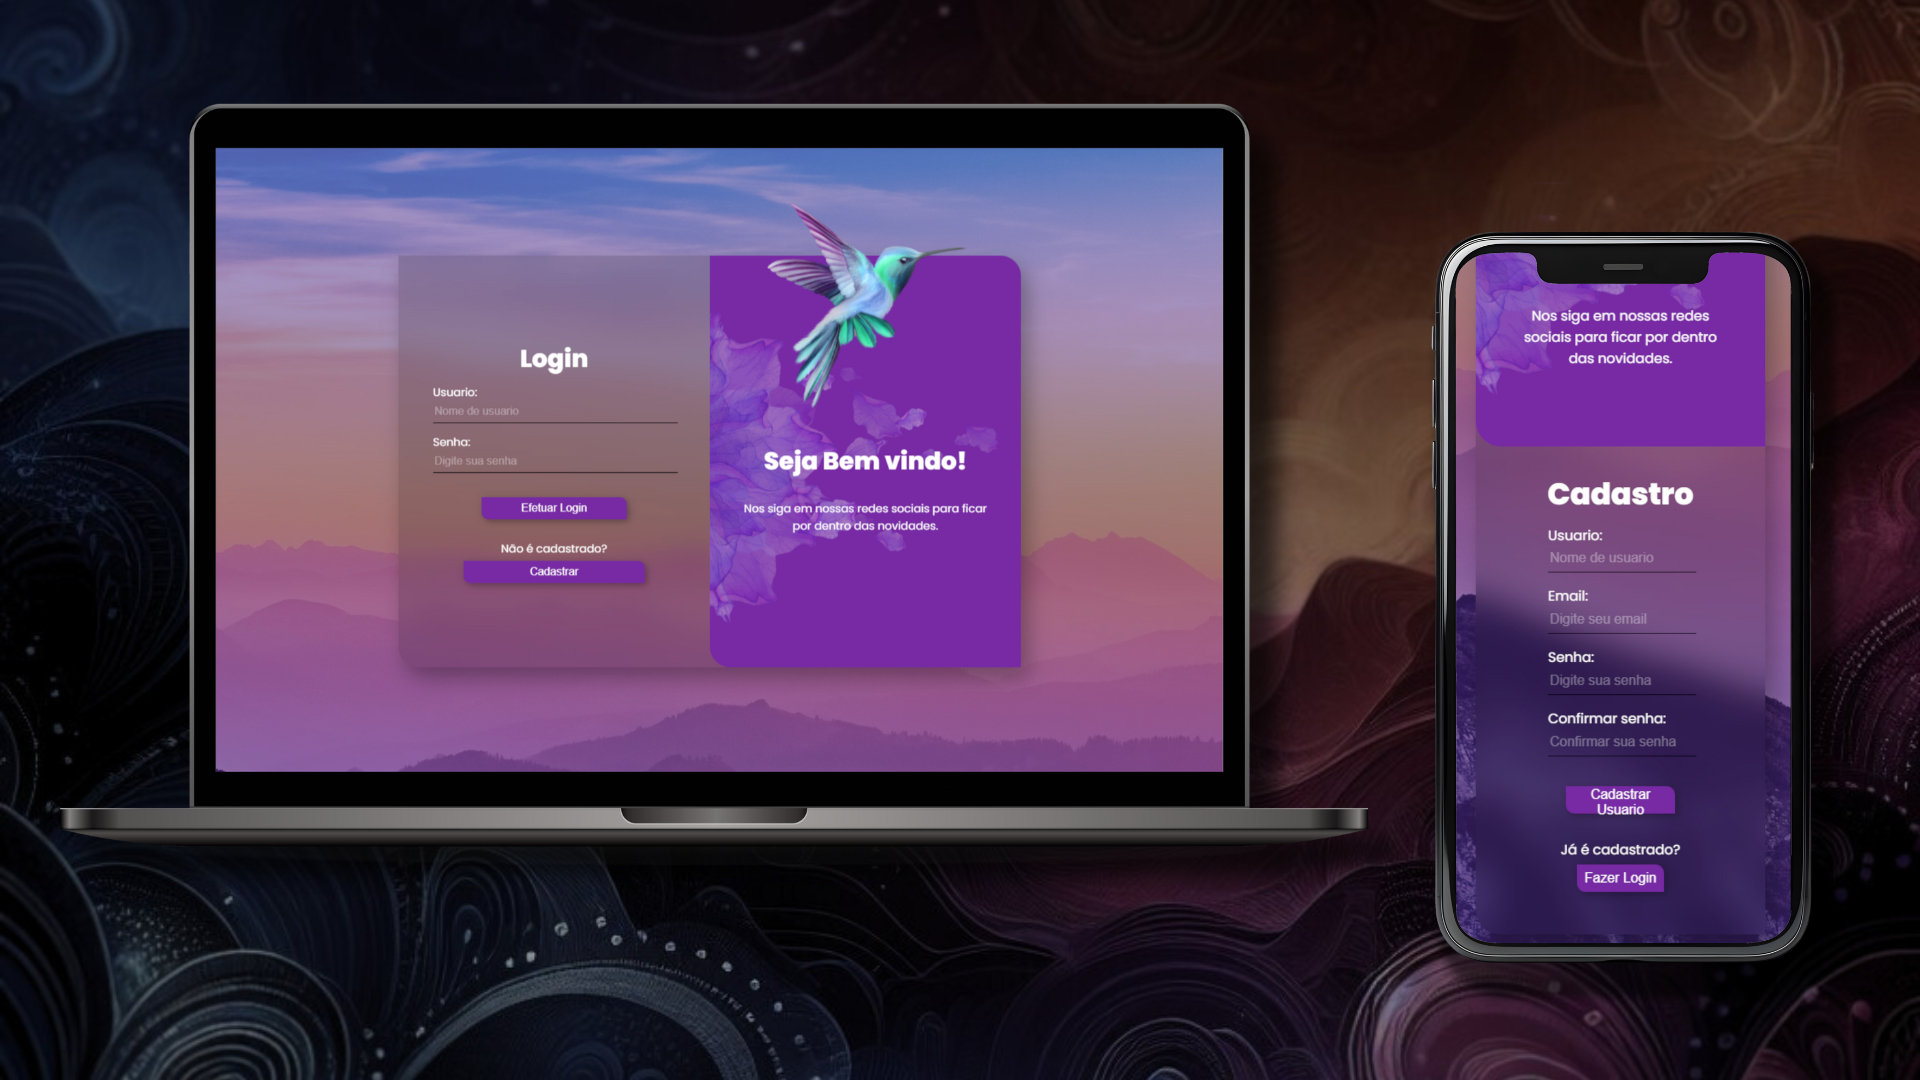 Login
Usuario:
Nome de usuario
Senha:
Digite sua senha
Efetuar Login
Não é cadastrado?
Cadastrar
Seja Bem vindo!
Nos siga em nossas redes sociais para ficar
por dentro das novidades.
Nos siga em nossas redes
sociais para ficar por dentro
das novidades.
Cadastro
Usuario:
Nome de usuario
Email:
Digite seu email
Senha:
Digite sua senha
Confirmar senha:
Confirmar sua senha
Cadastrar
Usuario
Já é cadastrado?
Fazer Login